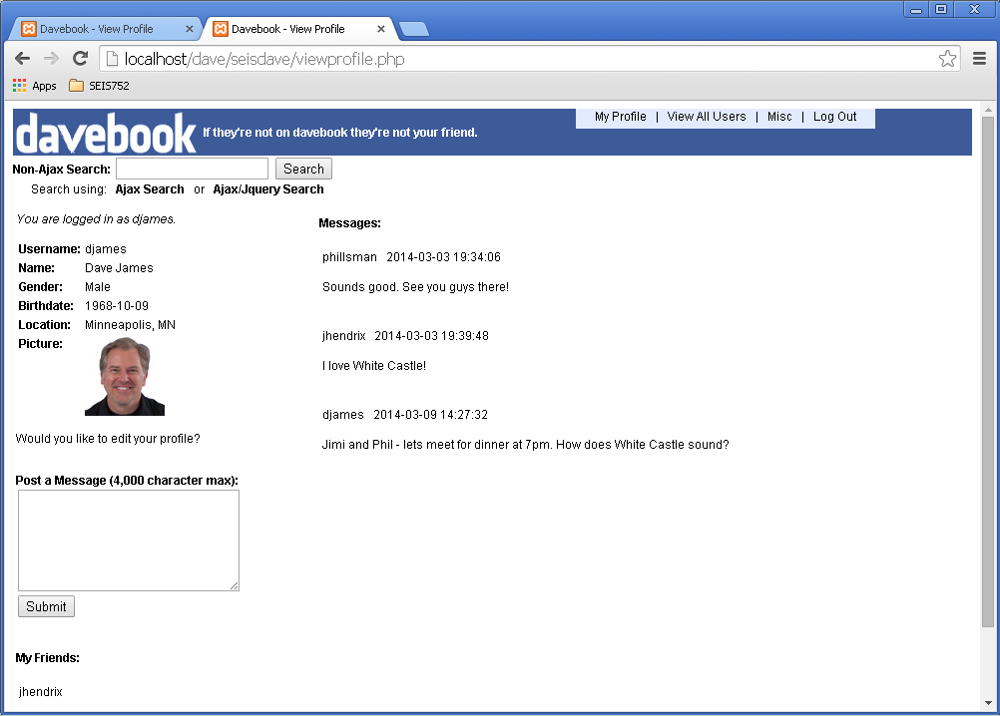 Davebook - View Profile
Davebook - View Profile
localhost/dave/seisdave/viewprofile.php
Apps SEIS752
davebook If they're not on davebook they're not your friend.
My Profile | View All Users | Misc | Log Out
Non-Ajax Search: Search
Search using: Ajax Search or Ajax/Jquery Search
You are logged in as djames.
Username: djames
Name: Dave James
Gender: Male
Birthdate: 1968-10-09
Location: Minneapolis, MN
Picture:
Would you like to edit your profile?
Post a Message (4,000 character max):
Submit
My Friends:
jhendrix
Messages:
phillsman 2014-03-03 19:34:06
Sounds good. See you guys there!
jhendrix 2014-03-03 19:39:48
I love White Castle!
djames 2014-03-09 14:27:32
Jimi and Phil - lets meet for dinner at 7pm. How does White Castle sound?